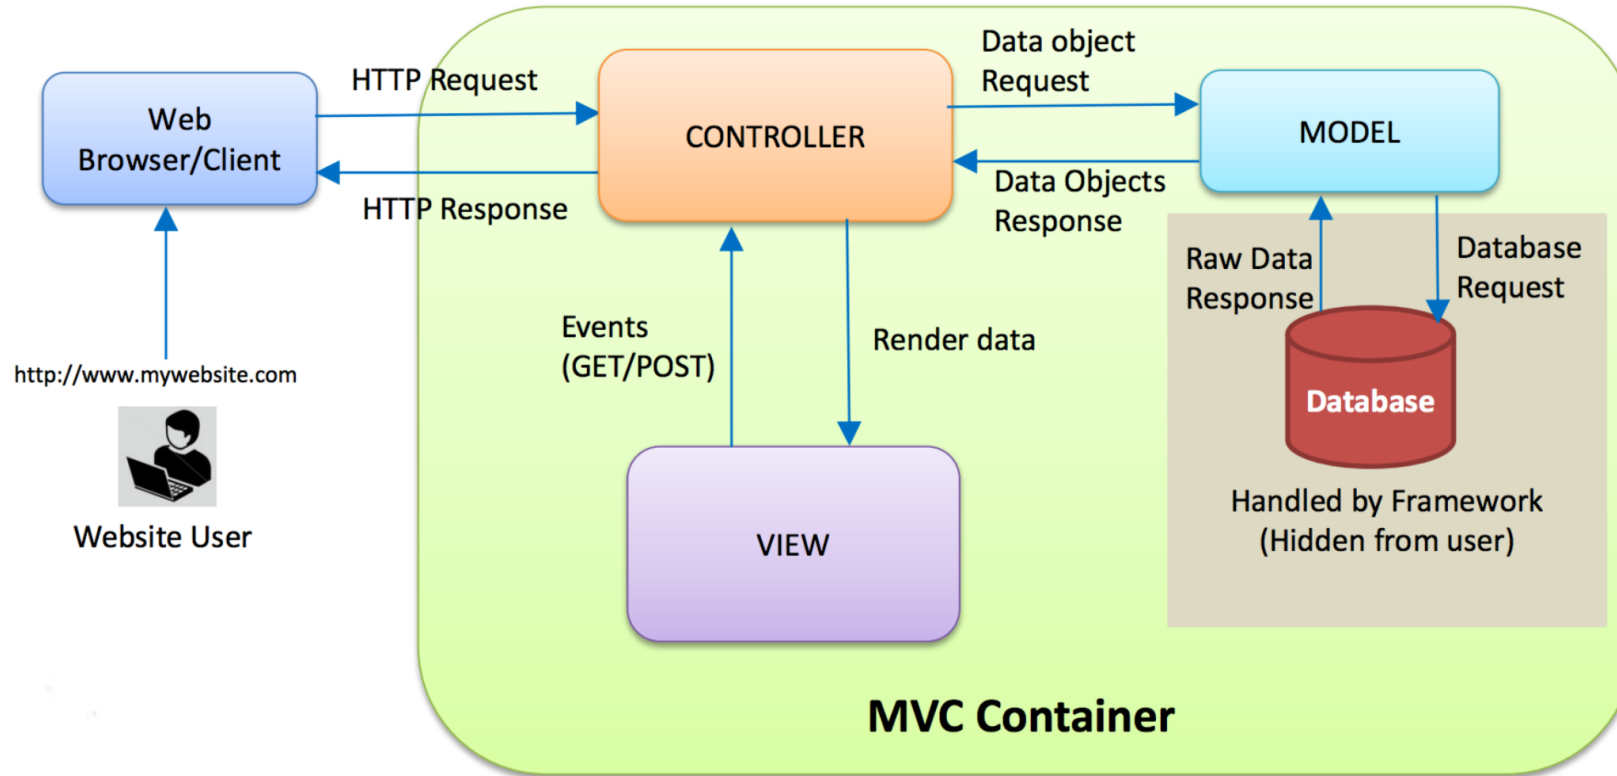 Web
Browser/Client
HTTP Request
HTTP Response
http://www.mywebsite.com
Website User
CONTROLLER
Data object
Request
Data Objects
Response
MODEL
Raw Data
Response
Database
Request
Database
Handled by Framework
(Hidden from user)
Events
(GET/POST)
Render data
VIEW
MVC Container